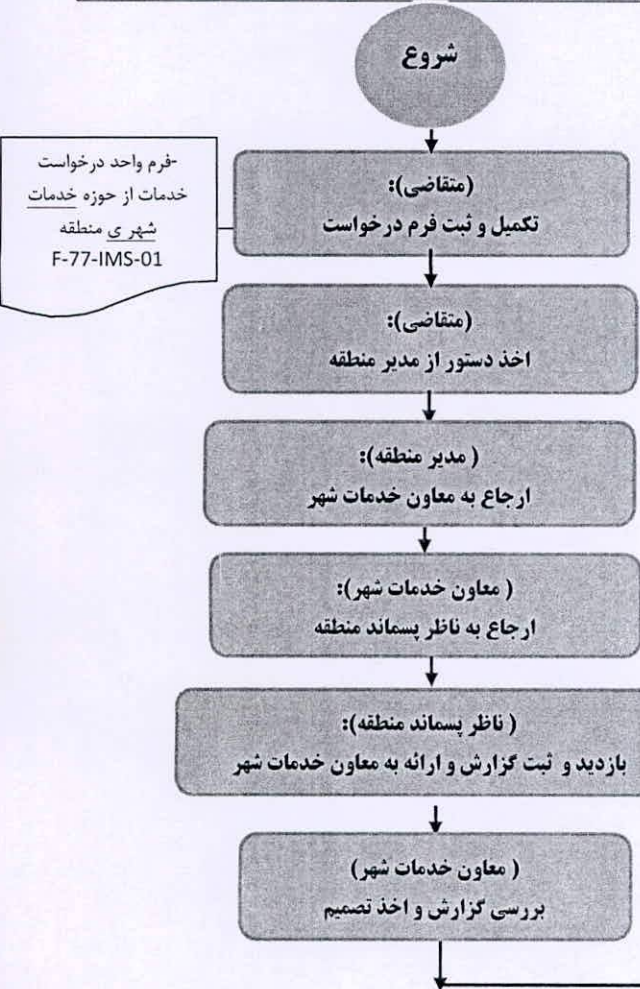 شروع
-فرم واحد درخواست
خدمات از حوزه خدمات
شهر ی منطقه
F-77-IMS-01
(متقاضی):
تکمیل و ثبت فرم درخواست
(متقاضی):
اخذ دستور از مدیر منطقه
( مدیر منطقه):
ارجاع به معاون خدمات شهر
( معاون خدمات شهر):
ارجاع به ناظر پسماند منطقه
( ناظر پسماند منطقه):
بازدید و ثبت گزارش و ارائه به معاون خدمات شهر
( معاون خدمات شهر)
بررسی گزارش و اخذ تصمیم